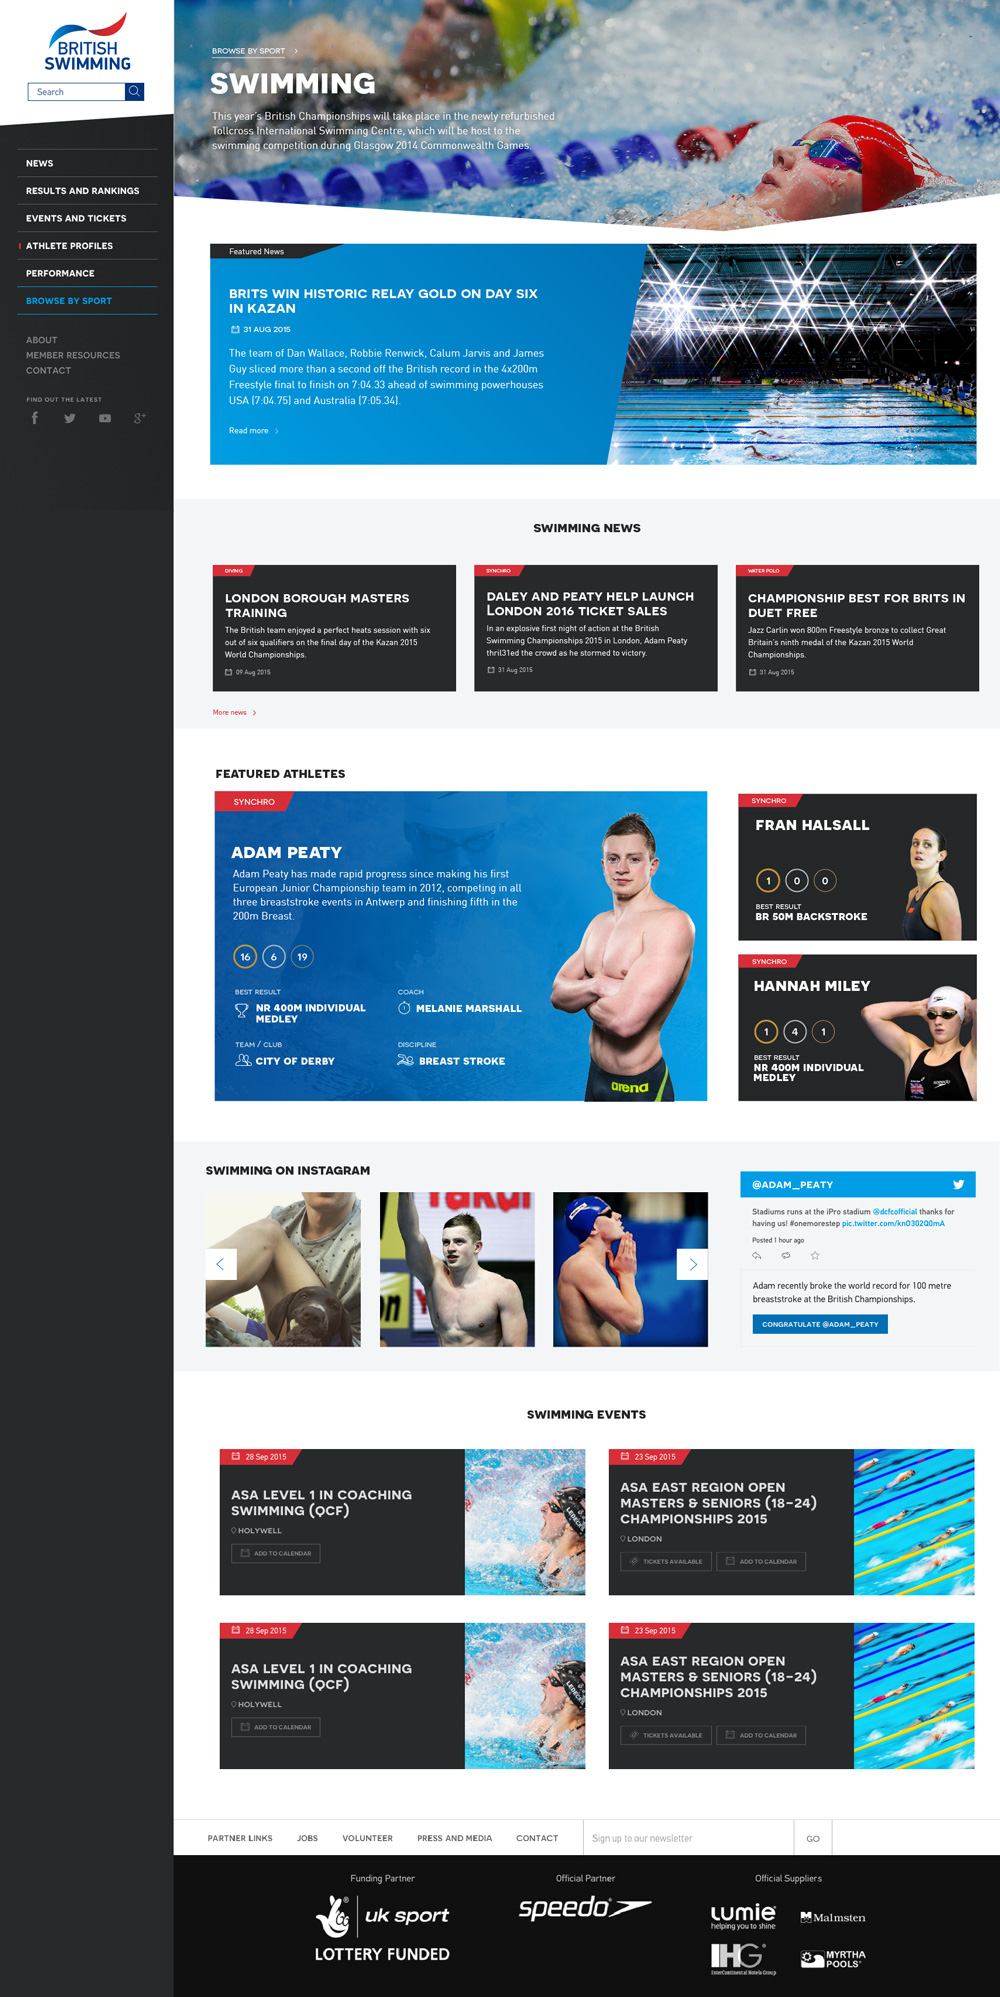 BRITISH
SWIMMING
Search
NEWS
RESULTS AND RANKINGS
EVENTS AND TICKETS
ATHLETE PROFILES
PERFORMANCE
BROWSE BY SPORT
ABOUT
MEMBER RESOURCES
CONTACT
FIND OUT THE LATEST
BROWSE BY SPORT
SWIMMING
This year's British Championships will take place in the newly refurbished
Tollcross International Swimming Centre, which will be host to the
swimming competition during Glasgow 2014 Commonwealth Games.
Featured News
BRITS WIN HISTORIC RELAY GOLD ON DAY SIX
IN KAZAN
31 AUG 2015
The team of Dan Wallace, Robbie Renwick, Calum Jarvis and James
Guy sliced more than a second off the British record in the 4x200m
Freestyle final to finish on 7:04.33 ahead of swimming powerhouses
USA (7:04.75) and Australia (7:05.34).
Read more
SWIMMING NEWS
DIVING
LONDON BOROUGH MASTERS
TRAINING
The British team enjoyed a perfect heats session with six
out of six qualifiers on the final day of the Kazan 2015
World Championships.
09 Aug 2015
SYNCHRO
DALEY AND PEATY HELP LAUNCH
LONDON 2016 TICKET SALES
In an explosive first night of action at the British
Swimming Championships 2015 in London, Adam Peaty
thril31ed the crowd as he stormed to victory.
31 Aug 2015
WATER POLO
CHAMPIONSHIP BEST FOR BRITS IN
DUET FREE
Jazz Carlin won 800m Freestyle bronze to collect Great
Britain's ninth medal of the Kazan 2015 World
Championships.
31 Aug 2015
More news
FEATURED ATHLETES
SYNCHRO
ADAM PEATY
Adam Peaty has made rapid progress since making his first
European Junior Championship team in 2012, competing in all
three breaststroke events in Antwerp and finishing fifth in the
200m Breast.
16 6 19
BEST RESULT
NR 400M INDIVIDUAL
MEDLEY
COACH
MELANIE MARSHALL
TEAM / CLUB
CITY OF DERBY
DISCIPLINE
BREAST STROKE
arena
SYNCHRO
FRAN HALSALL
1 0 0
BEST RESULT
BR 50M BACKSTROKE
SYNCHRO
HANNAH MILEY
1 4 1
BEST RESULT
NR 400M INDIVIDUAL
MEDLEY
speedo
SWIMMING ON INSTAGRAM
@ADAM_PEATY
Stadiums runs at the iPro stadium @dcfcofficial thanks for
having us! #onemorestep pic.twitter.com/knO302Q0mA
Posted 1 hour ago
Adam recently broke the world record for 100 metre
breaststroke at the British Championships.
CONGRATULATE @ADAM_PEATY
SWIMMING EVENTS
28 Sep 2015
ASA LEVEL 1 IN COACHING
SWIMMING (QCF)
HOLYWELL
ADD TO CALENDAR
23 Sep 2015
ASA EAST REGION OPEN
MASTERS & SENIORS (18-24)
CHAMPIONSHIPS 2015
LONDON
TICKETS AVAILABLE
ADD TO CALENDAR
28 Sep 2015
ASA LEVEL 1 IN COACHING
SWIMMING (QCF)
HOLYWELL
ADD TO CALENDAR
23 Sep 2015
ASA EAST REGION OPEN
MASTERS & SENIORS (18-24)
CHAMPIONSHIPS 2015
LONDON
TICKETS AVAILABLE
ADD TO CALENDAR
PARTNER LINKS
JOBS
VOLUNTEER
PRESS AND MEDIA
CONTACT
Sign up to our newsletter
GO
Funding Partner
uk sport
LOTTERY FUNDED
Official Partner
speedo
Official Suppliers
Lumie
helping you to shine
Malmsten
IHG
InterContinental Hotels Group
MYRTHA
POOLS